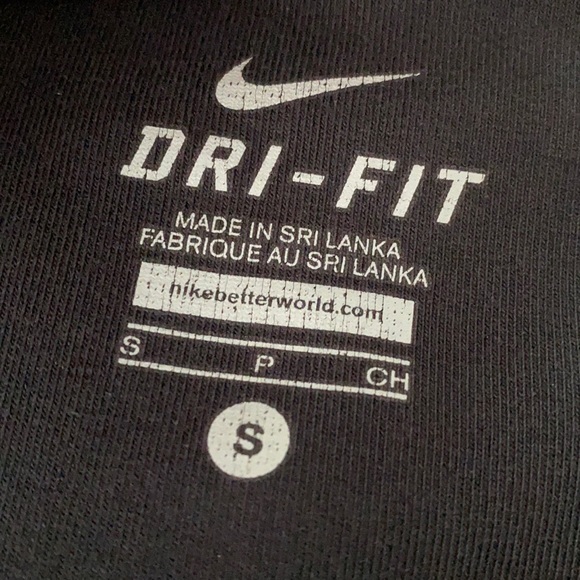 DRI-FIT
MADE IN SRI LANKA
FABRIQUE AU SRI LANKA
nikebetterworld.com
S P CH
S